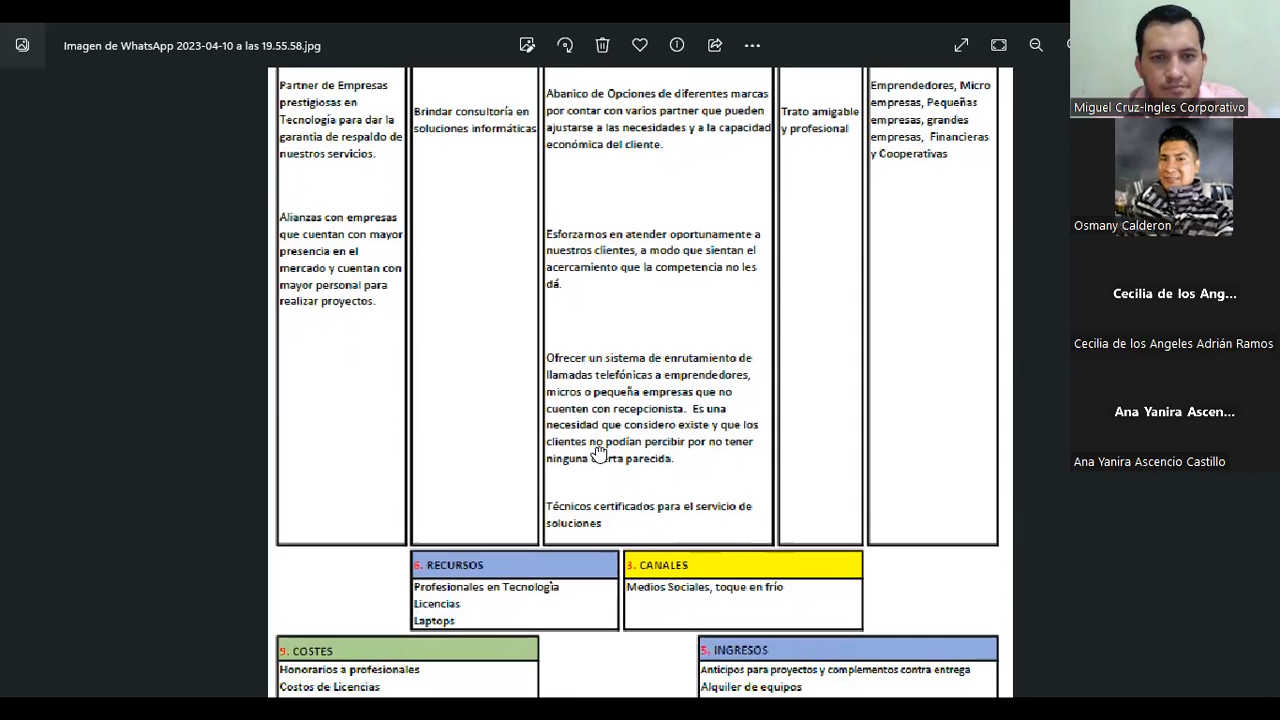 Imagen de WhatsApp 2023-04-10 a las 19.55.58.jpg
Partner de Empresas
prestigiosas en
Tecnología para dar la
garantia de respaldo de
nuestros servicios.
Alianzas con empresas
que cuentan con mayor
presencia en el
mercado y cuentan con
mayor personal para
realizar proyectos.
Brindar consultoría en
soluciones informáticas
Abanico de Opciones de diferentes marcas
por contar con varios partner que pueden
ajustarse a las necesidades y a la capacidad
económica del cliente.
Esforzarnos en atender oportunamente a
nuestros clientes, a modo que sientan el
acercamiento que la competencia no les
dá.
Ofrecer un sistema de enrutamiento de
llamadas telefónicas a emprendedores,
micros o pequeña empresas que no
cuenten con recepcionista. Es una
necesidad que considero existe y que los
clientes no podían percibir por no tener
ninguna parecida.
Técnicos certificados para el servicio de
soluciones
Trato amigable
y profesional
Emprendedores, Micro
empresas, Pequeñas
empresas, grandes
empresas, Financieras
y Cooperativas
6. RECURSOS
Profesionales en Tecnología
Licencias
Laptops
3. CANALES
Medios Sociales, toque en frío
9. COSTES
Honorarios a profesionales
Costos de Licencias
5. INGRESOS
Anticipos para proyectos y complementos contra entrega
Alquiler de equipos
Miguel Cruz-Ingles Corporativo
Osmany Calderon
Cecilia de los Ang...
Cecilia de los Angeles Adrián Ramos
Ana Yanira Ascen...
Ana Yanira Ascencio Castillo